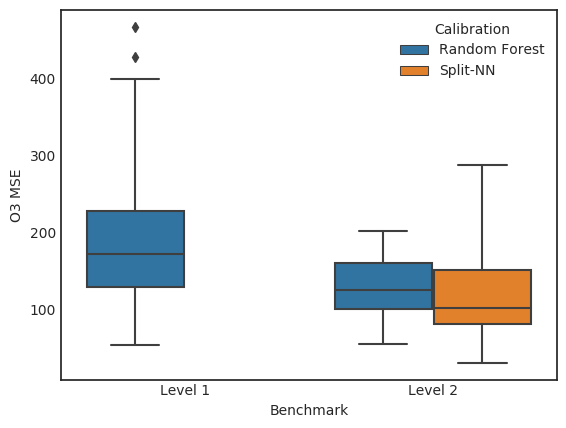 Calibration
Random Forest
Split-NN
400
300
200
100
O3 MSE
Level 1
Level 2
Benchmark